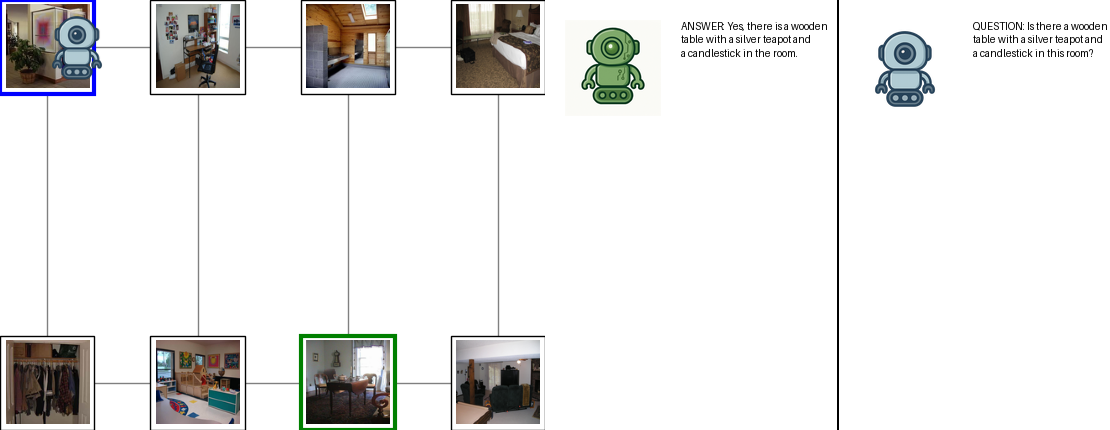 ANSWER: Yes, there is a wooden
table with a silver teapot and
a candlestick in the room.
QUESTION: Is there a wooden
table with a silver teapot and
a candlestick in this room?